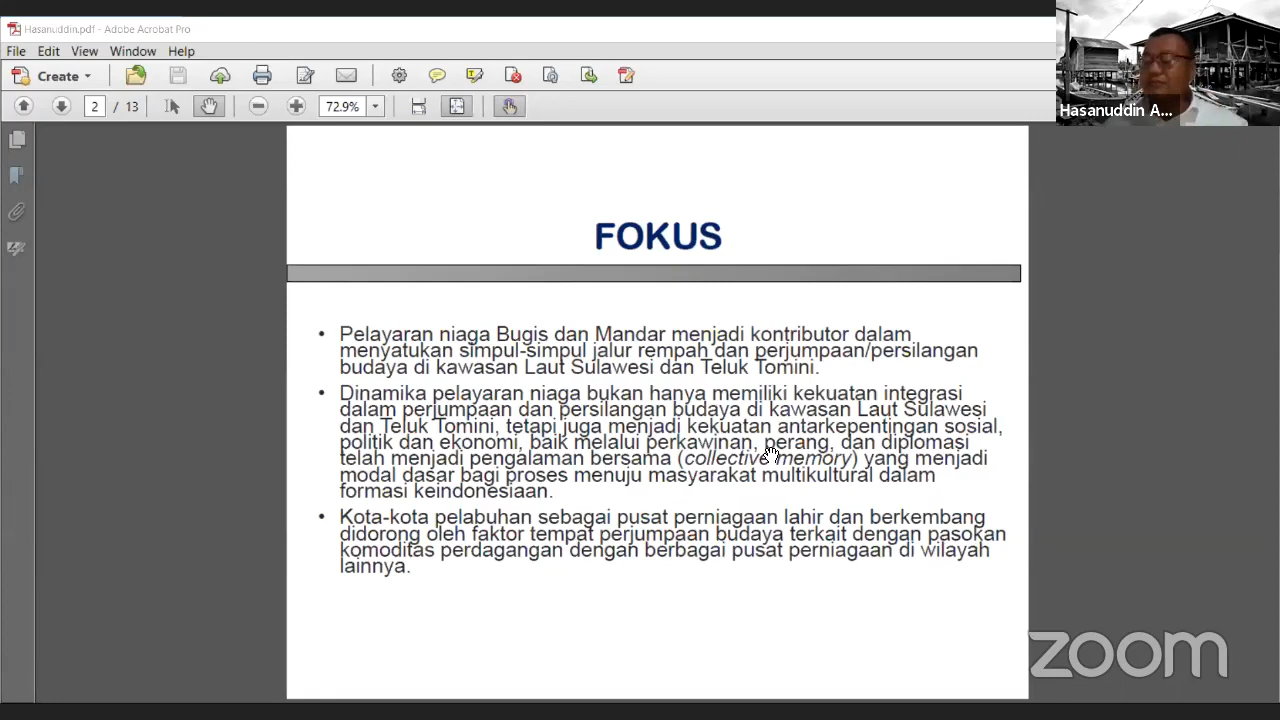 Hasanuddin.pdf - Adobe Acrobat Pro
File Edit View Window Help
Create
2 / 13 72.9%
Hasanuddin A...
FOKUS
• Pelayaran niaga Bugis dan Mandar menjadi kontributor dalam
menyatukan simpul-simpul jalur rempah dan perjumpaan/persilangan
budaya di kawasan Laut Sulawesi dan Teluk Tomini.
• Dinamika pelayaran niaga bukan hanya memiliki kekuatan integrasi
dalam perjumpaan dan persilangan budaya di kawasan Laut Sulawesi
dan Teluk Tomini, tetapi juga menjadi kekuatan antarkepentingan sosial,
politik dan ekonomi, baik melalui perkawinan, perang, dan diplomasi
telah menjadi pengalaman bersama (collective memory) yang menjadi
modal dasar bagi proses menuju masyarakat multikultural dalam
formasi keindonesiaan.
• Kota-kota pelabuhan sebagai pusat perniagaan lahir dan berkembang
didorong oleh faktor tempat perjumpaan budaya terkait dengan pasokan
komoditas perdagangan dengan berbagai pusat perniagaan di wilayah
lainnya.
zoom